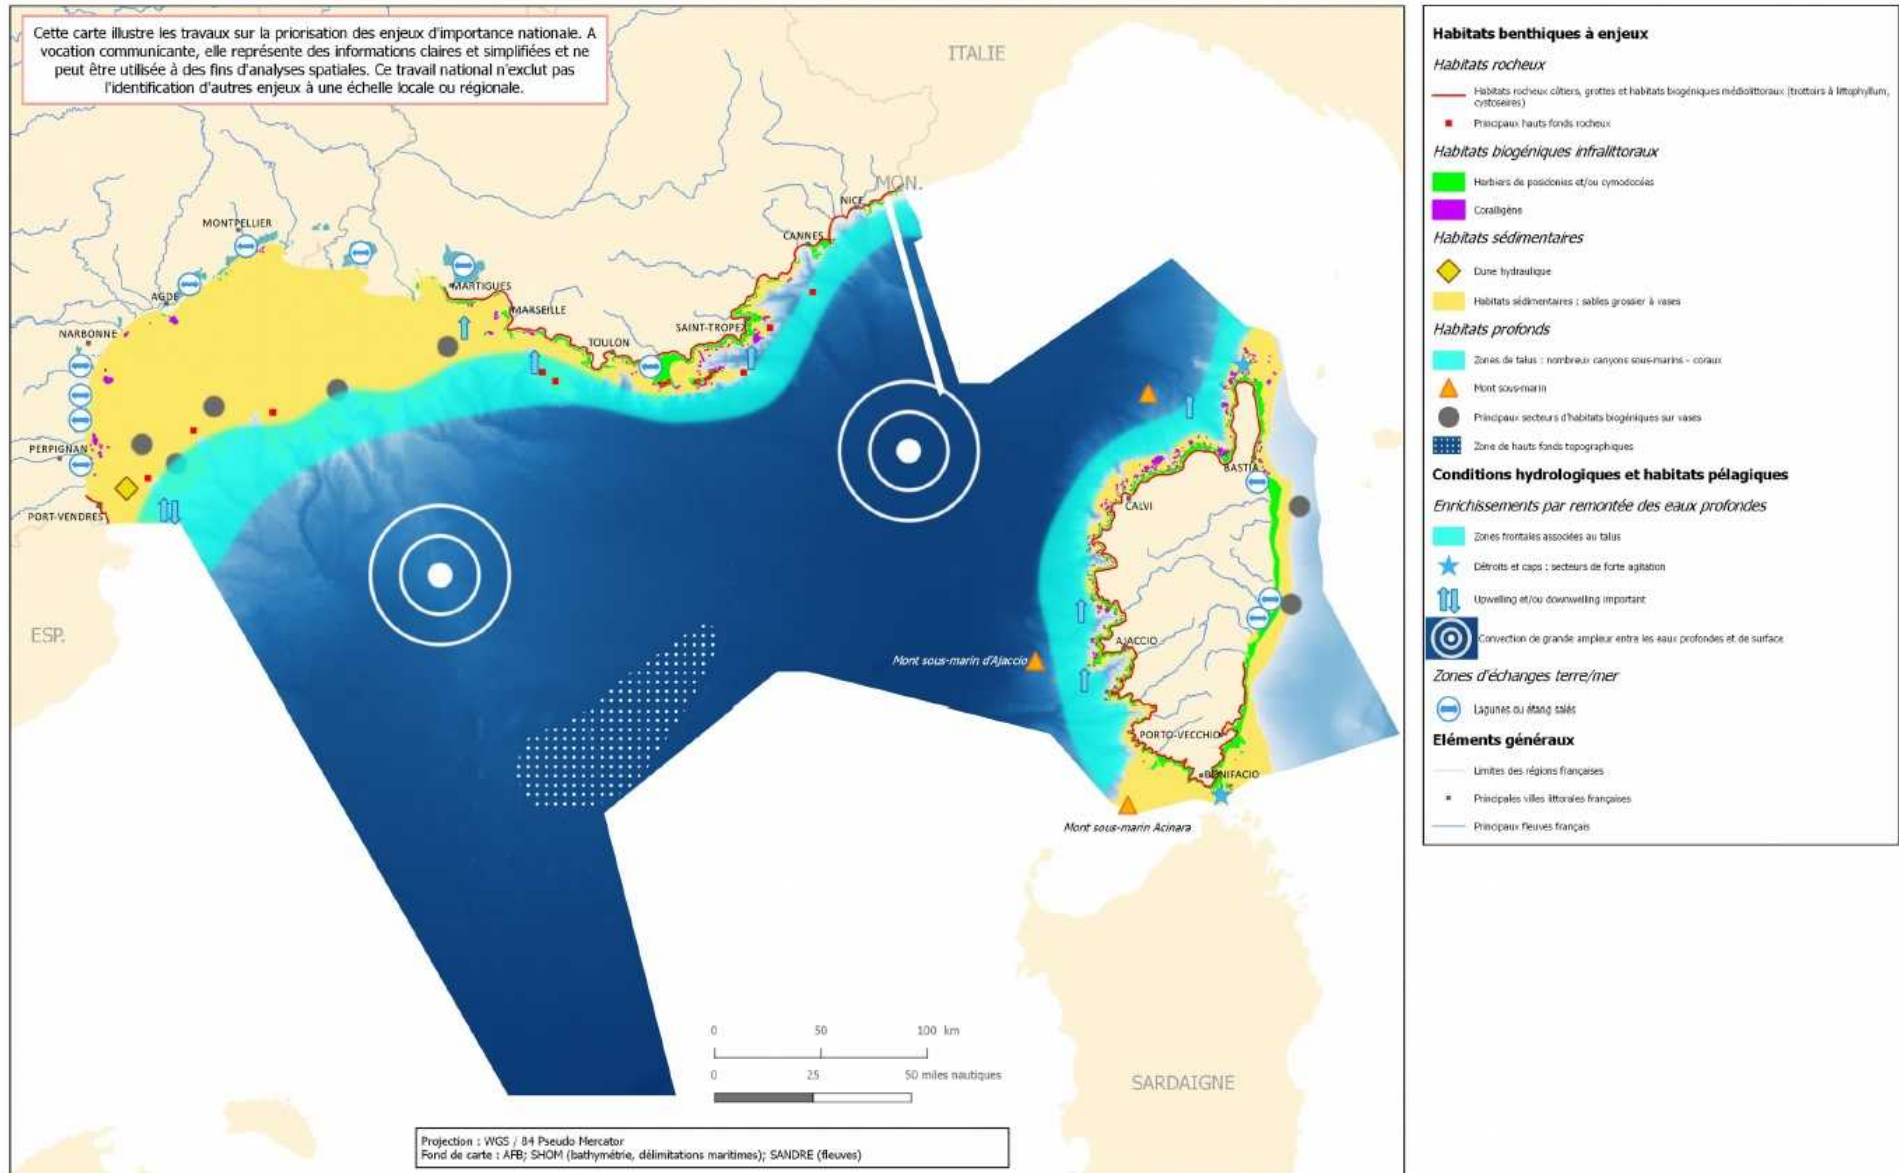 Cette carte illustre les travaux sur la priorisation des enjeux d'importance nationale. A
vocation communicante, elle représente des informations claires et simplifiées et ne
peut être utilisée à des fins d'analyses spatiales. Ce travail national n'exclut pas
l'identification d'autres enjeux à une échelle locale ou régionale.
ITALIE
MON.
NICE
MONTPELLIER
CANNES
MARTIGUES
AGDE
MARSEILLE
SAINT-TROPEZ
NARBONNE
TOULON
PERPIGNAN
BASTIA
CALVI
PORT-VENDRES
ESP.
AJACCIO
Mont sous-marin d'Ajaccio
PORTO-VECCHIO
BONIFACIO
Mont sous-marin Acinara
SARDAIGNE
0 50 100 km
0 25 50 miles nautiques
Projection : WGS / 84 Pseudo Mercator
Fond de carte : AFB; SHOM (bathymétrie, délimitations maritimes); SANDRE (fleuves)
Habitats benthiques à enjeux
Habitats rocheux
Habitats rocheux côtiers, grottes et habitats biogéniques médiolittoraux (trottoirs à littophyllum,
cystoseires)
Principaux hauts fonds rocheux
Habitats biogéniques infralittoraux
Herbiers de posidonies et/ou cymodocées
Coralligène
Habitats sédimentaires
Dune hydraulique
Habitats sédimentaires : sables grossier à vases
Habitats profonds
Zones de talus : nombreux canyons sous-marins - coraux
Mont sous-marin
Principaux secteurs d'habitats biogéniques sur vases
Zone de hauts fonds topographiques
Conditions hydrologiques et habitats pélagiques
Enrichissements par remontée des eaux profondes
Zones frontales associées au talus
Détroits et caps : secteurs de forte agitation
Upwelling et/ou downwelling important
Convection de grande ampleur entre les eaux profondes et de surface
Zones d'échanges terre/mer
Lagunes ou étang salés
Eléments généraux
Limites des régions françaises
Principales villes littorales françaises
Principaux fleuves français